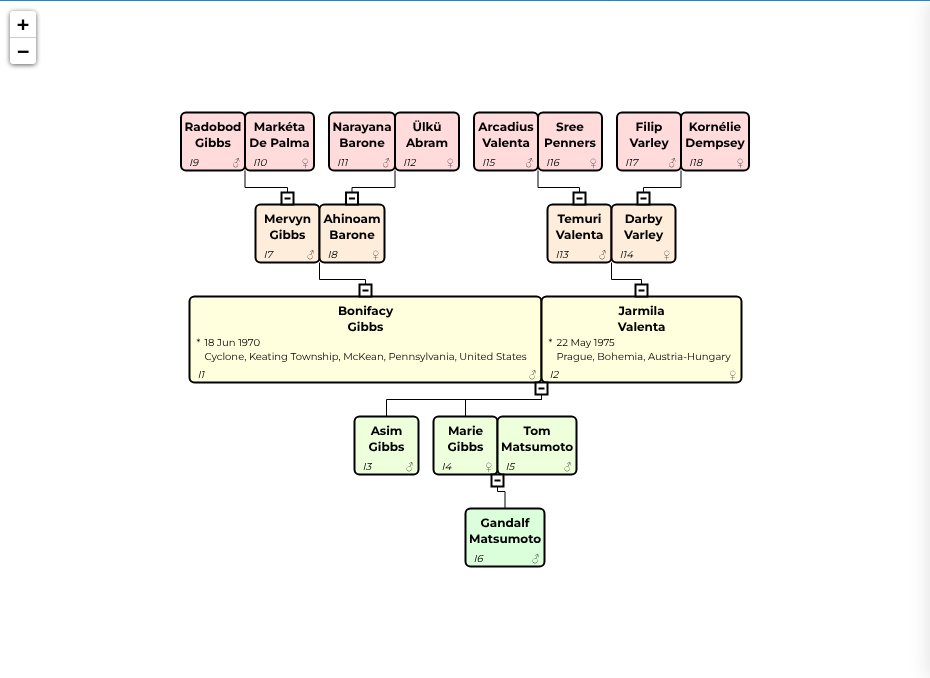 +
−
Radobod
Gibbs
I9 ♂
Markéta
De Palma
I10 ♀
Narayana
Barone
I11 ♂
Ülkü
Abram
I12 ♀
Arcadius
Valenta
I15 ♂
Sree
Penners
I16 ♀
Filip
Varley
I17 ♂
Kornélie
Dempsey
I18 ♀
Mervyn
Gibbs
I7 ♂
Ahinoam
Barone
I8 ♀
Temuri
Valenta
I13 ♂
Darby
Varley
I14 ♀
Bonifacy
Gibbs
* 18 Jun 1970
Cyclone, Keating Township, McKean, Pennsylvania, United States
I1 ♂
Jarmila
Valenta
* 22 May 1975
Prague, Bohemia, Austria-Hungary
I2 ♀
Asim
Gibbs
I3 ♂
Marie
Gibbs
I4 ♀
Tom
Matsumoto
I5 ♂
Gandalf
Matsumoto
I6 ♂